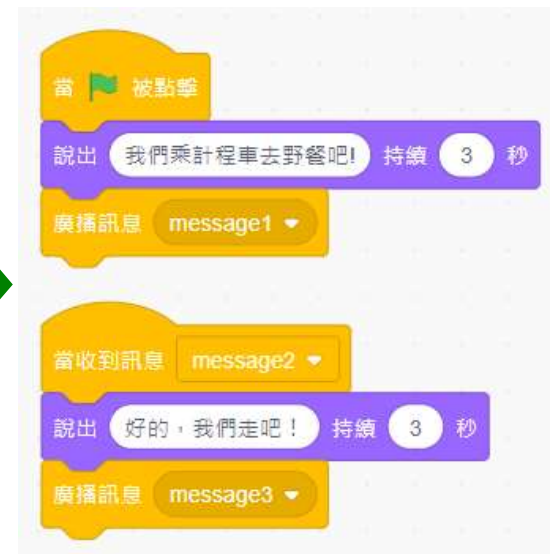 當 被點擊
說出 我們乘計程車去野餐吧! 持續 3 秒
廣播訊息 message1
當收到訊息 message2
說出 好的，我們走吧！ 持續 3 秒
廣播訊息 message3